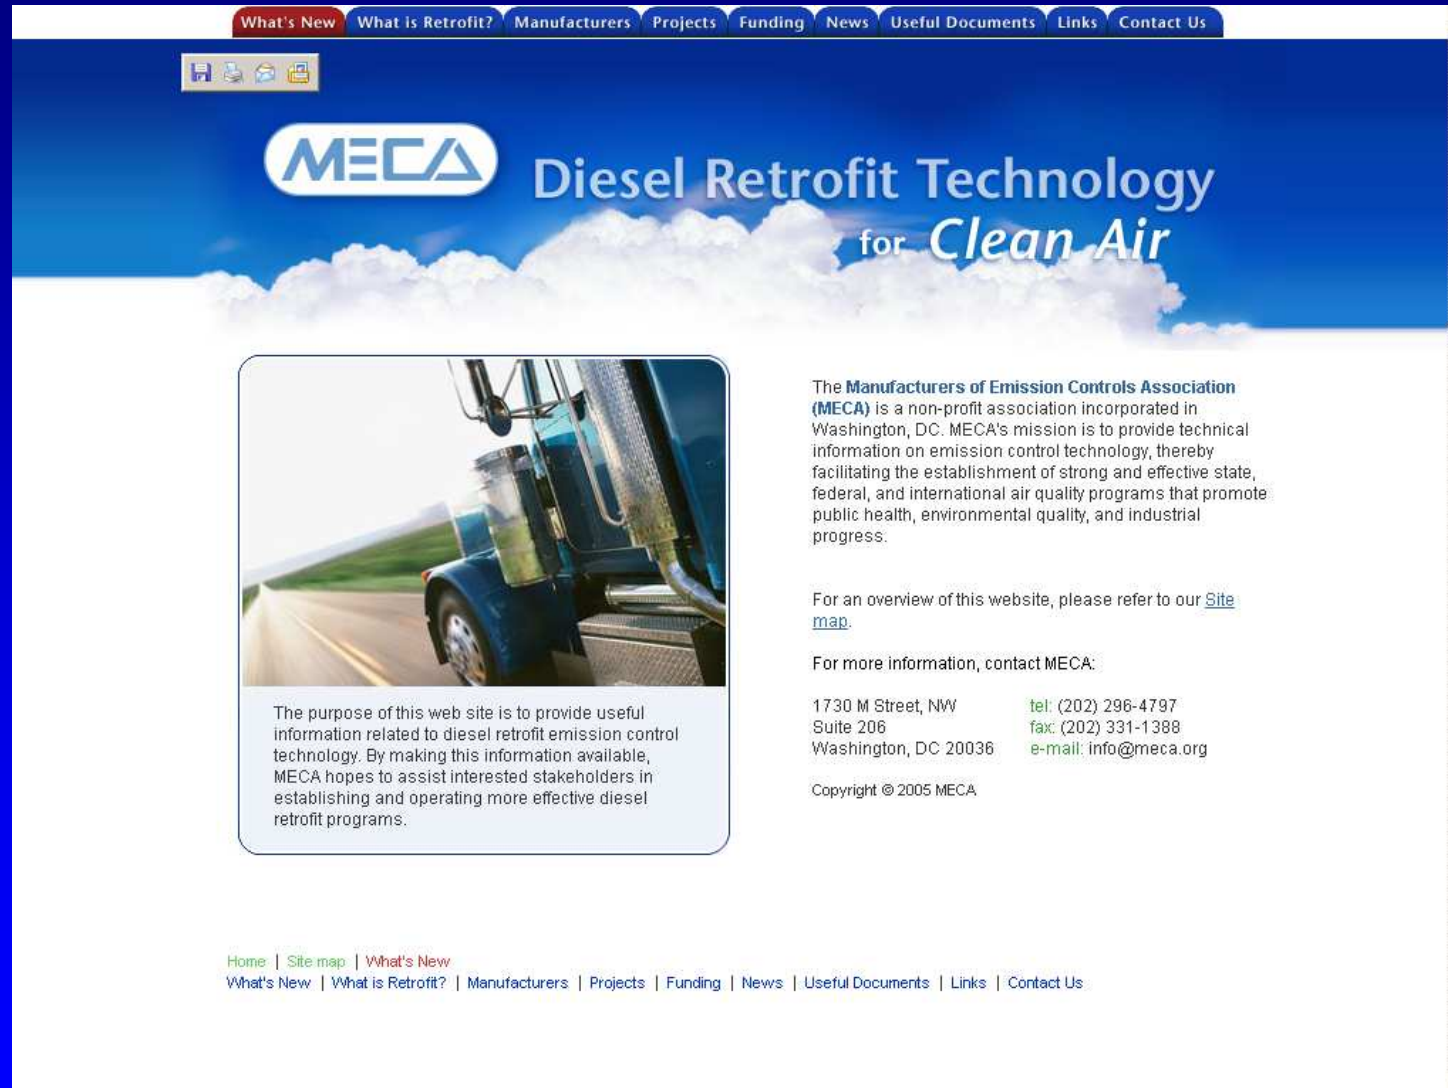 What's New What is Retrofit? Manufacturers Projects Funding News Useful Documents Links Contact Us
MECA
Diesel Retrofit Technology
for Clean Air
The purpose of this web site is to provide useful
information related to diesel retrofit emission control
technology. By making this information available,
MECA hopes to assist interested stakeholders in
establishing and operating more effective diesel
retrofit programs.
The Manufacturers of Emission Controls Association
(MECA) is a non-profit association incorporated in
Washington, DC. MECA's mission is to provide technical
information on emission control technology, thereby
facilitating the establishment of strong and effective state,
federal, and international air quality programs that promote
public health, environmental quality, and industrial
progress.
For an overview of this website, please refer to our Site
map.
For more information, contact MECA:
1730 M Street, NW tel: (202) 296-4797
Suite 206 fax: (202) 331-1388
Washington, DC 20036 e-mail: info@meca.org
Copyright © 2005 MECA
Home | Site map | What's New
What's New | What is Retrofit? | Manufacturers | Projects | Funding | News | Useful Documents | Links | Contact Us